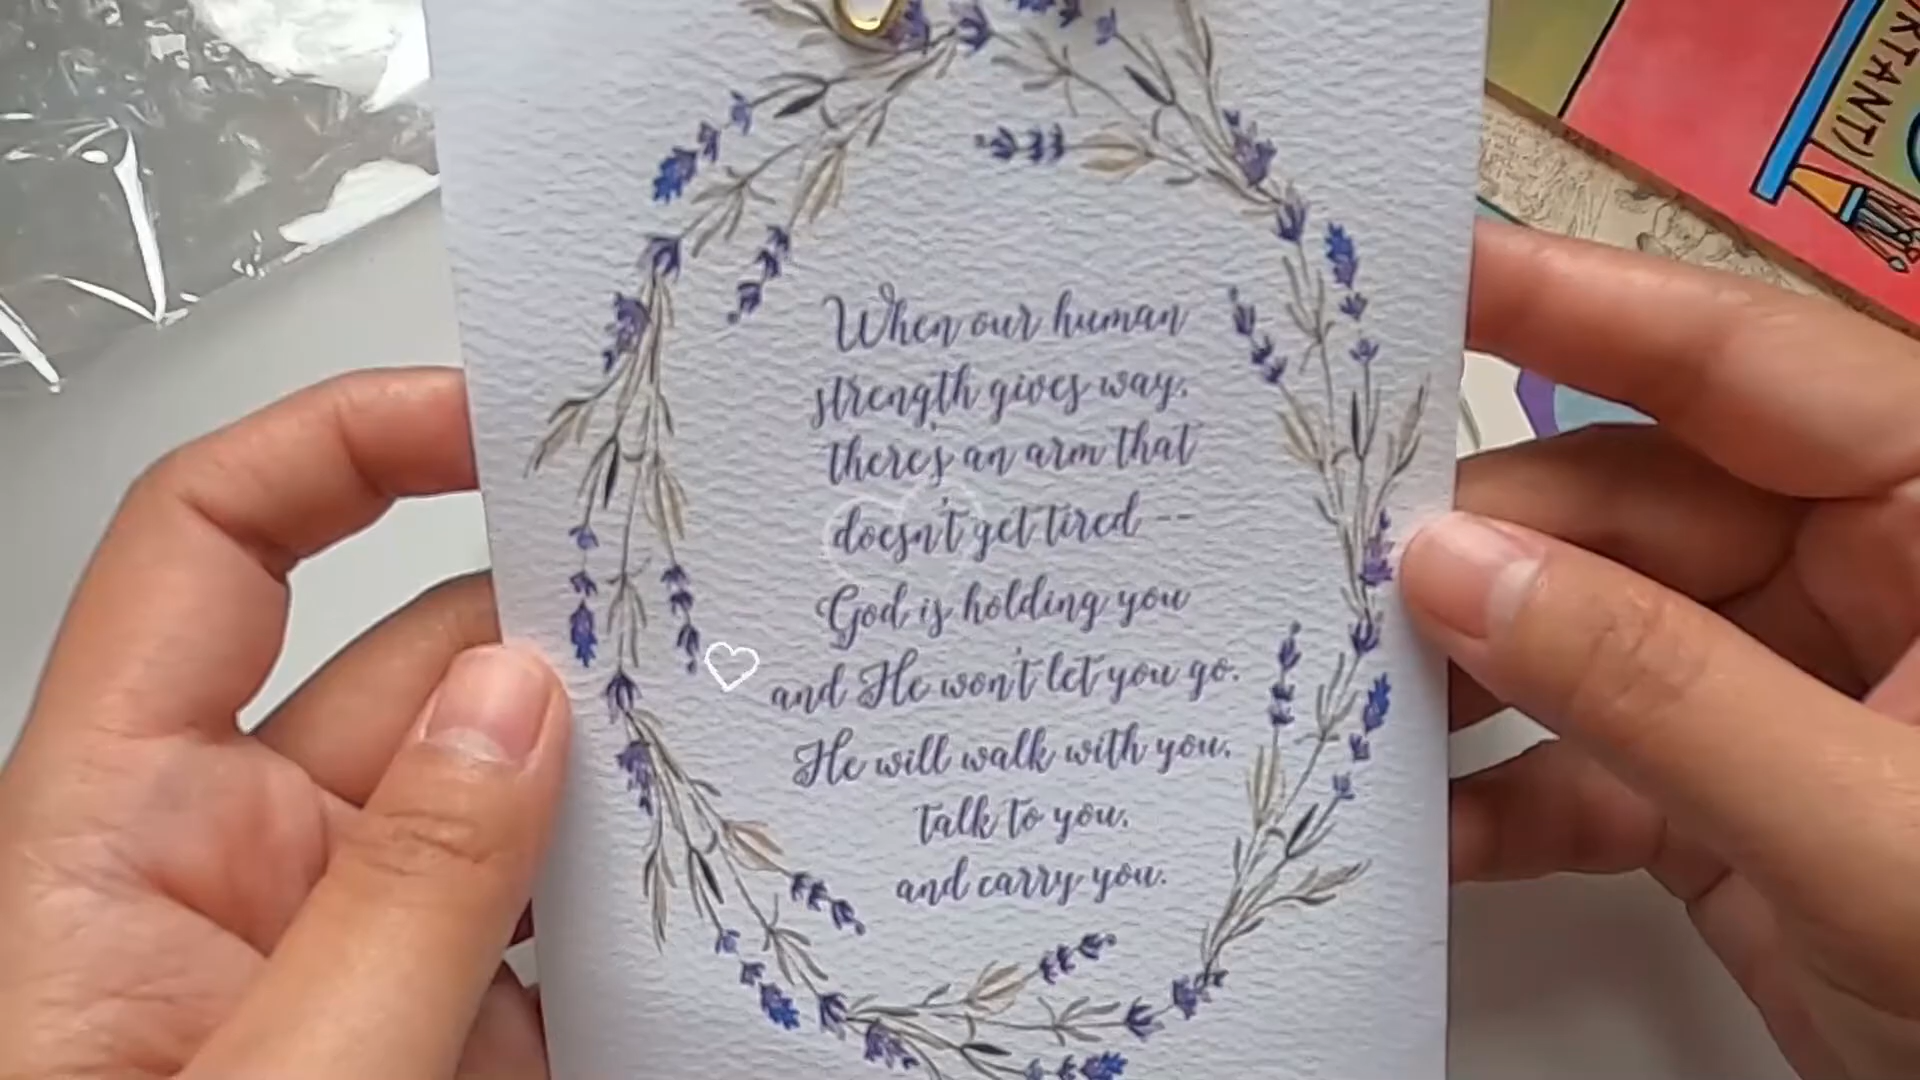 When our human
strength gives way,
there's an arm that
doesn't get tired --
God is holding you
and He won't let you go.
He will walk with you,
talk to you,
and carry you.
RTANT)